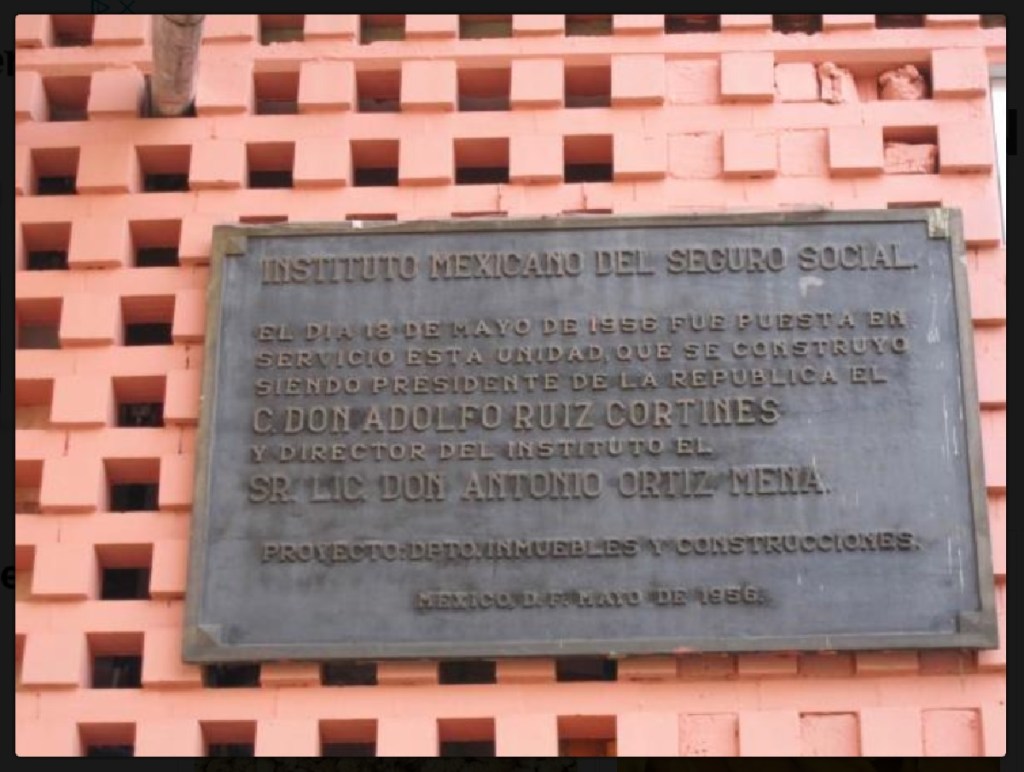 INSTITUTO MEXICANO DEL SEGURO SOCIAL.
EL DIA 18 DE MAYO DE 1956 FUE PUESTA EN
SERVICIO ESTA UNIDAD, QUE SE CONSTRUYO
SIENDO PRESIDENTE DE LA REPUBLICA EL
C. DON ADOLFO RUIZ CORTINES
Y DIRECTOR DEL INSTITUTO EL
SR. LIC. DON ANTONIO ORTIZ MENA.
PROYECTO: DPTO. INMUEBLES Y CONSTRUCCIONES.
MEXICO, D. F. MAYO DE 1956.